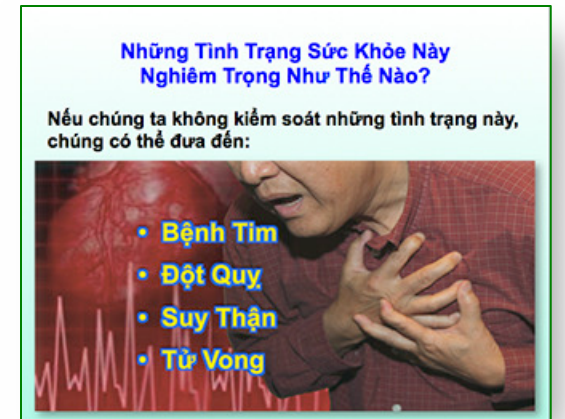 Những Tình Trạng Sức Khỏe Này
Nghiêm Trọng Như Thế Nào?
Nếu chúng ta không kiểm soát những tình trạng này,
chúng có thể đưa đến:
• Bệnh Tim
• Đột Quỵ
• Suy Thận
• Tử Vong